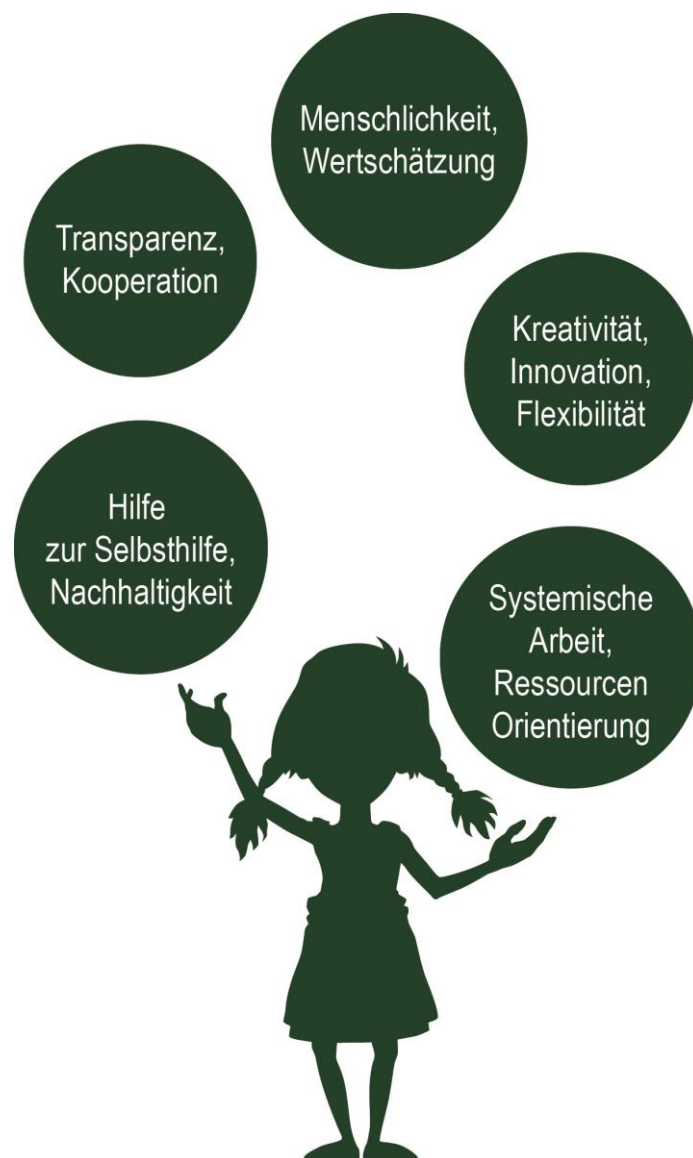 Menschlichkeit,
Wertschätzung
Transparenz,
Kooperation
Kreativität,
Innovation,
Flexibilität
Hilfe
zur Selbsthilfe,
Nachhaltigkeit
Systemische
Arbeit,
Ressourcen
Orientierung